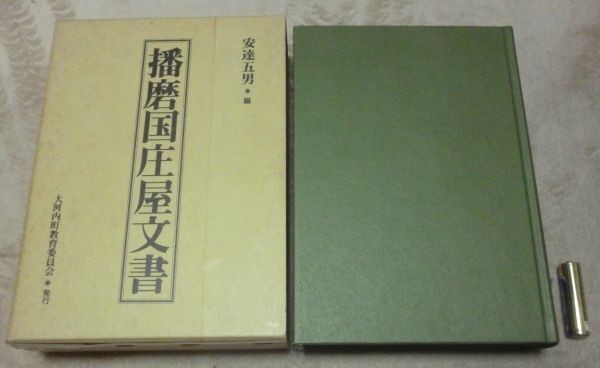 安達五男●編
播磨国庄屋文書
大河内町教育委員会●発行